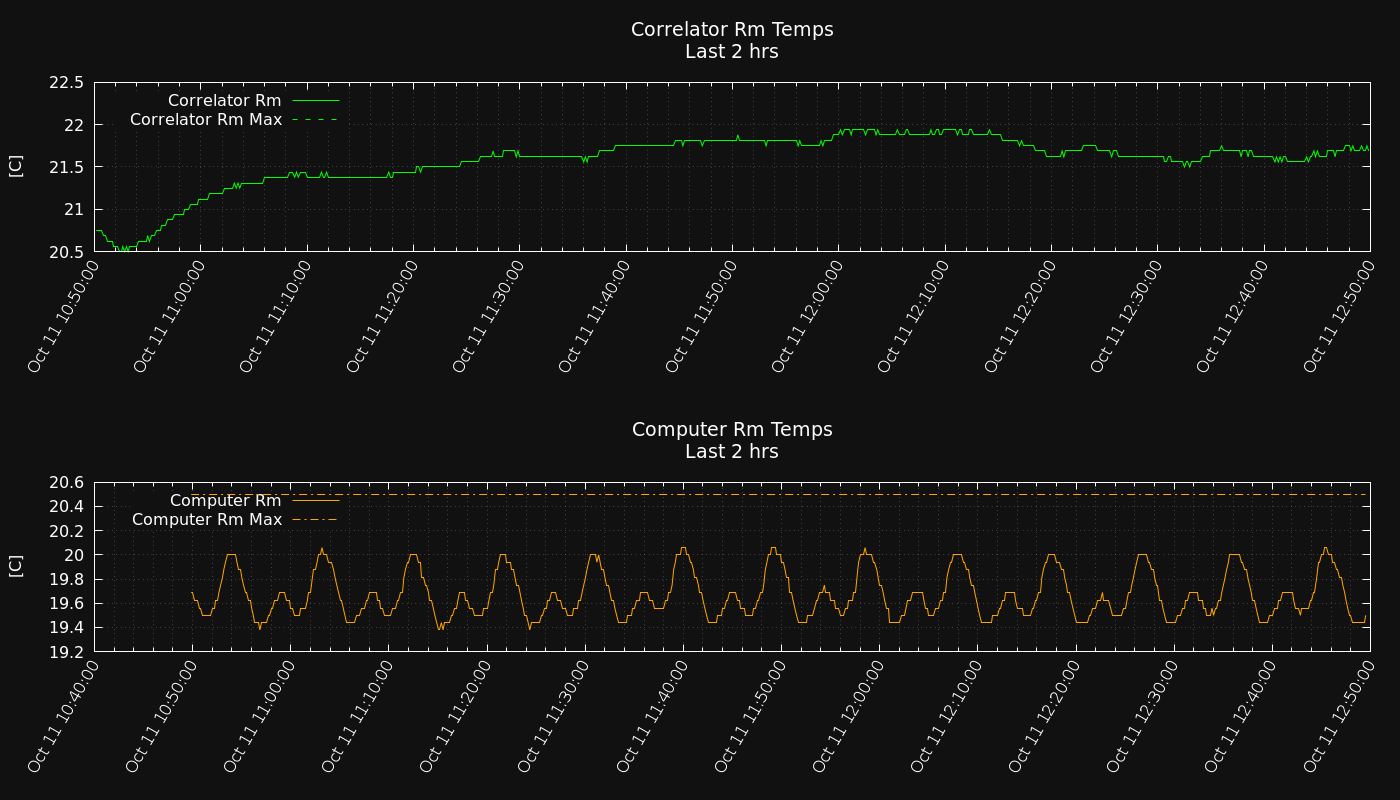 Correlator Rm Temps
Last 2 hrs
22.5
22
21.5
21
20.5
[C]
Correlator Rm
Correlator Rm Max
Oct 11 10:50:00
Oct 11 11:00:00
Oct 11 11:10:00
Oct 11 11:20:00
Oct 11 11:30:00
Oct 11 11:40:00
Oct 11 11:50:00
Oct 11 12:00:00
Oct 11 12:10:00
Oct 11 12:20:00
Oct 11 12:30:00
Oct 11 12:40:00
Oct 11 12:50:00
Computer Rm Temps
Last 2 hrs
20.6
20.4
20.2
20
19.8
19.6
19.4
19.2
[C]
Computer Rm
Computer Rm Max
Oct 11 10:40:00
Oct 11 10:50:00
Oct 11 11:00:00
Oct 11 11:10:00
Oct 11 11:20:00
Oct 11 11:30:00
Oct 11 11:40:00
Oct 11 11:50:00
Oct 11 12:00:00
Oct 11 12:10:00
Oct 11 12:20:00
Oct 11 12:30:00
Oct 11 12:40:00
Oct 11 12:50:00